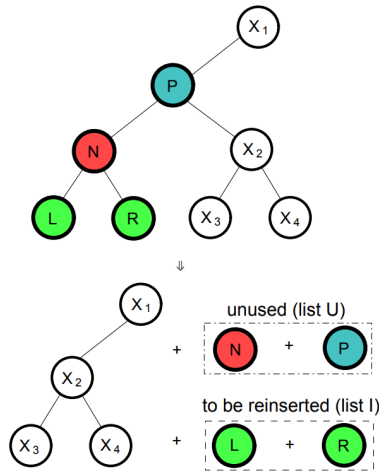 X1
P
N
X2
L
R
X3
X4
⇓
X1
unused (list U)
+
N
+
P
X2
to be reinserted (list I)
X3
X4
+
L
+
R